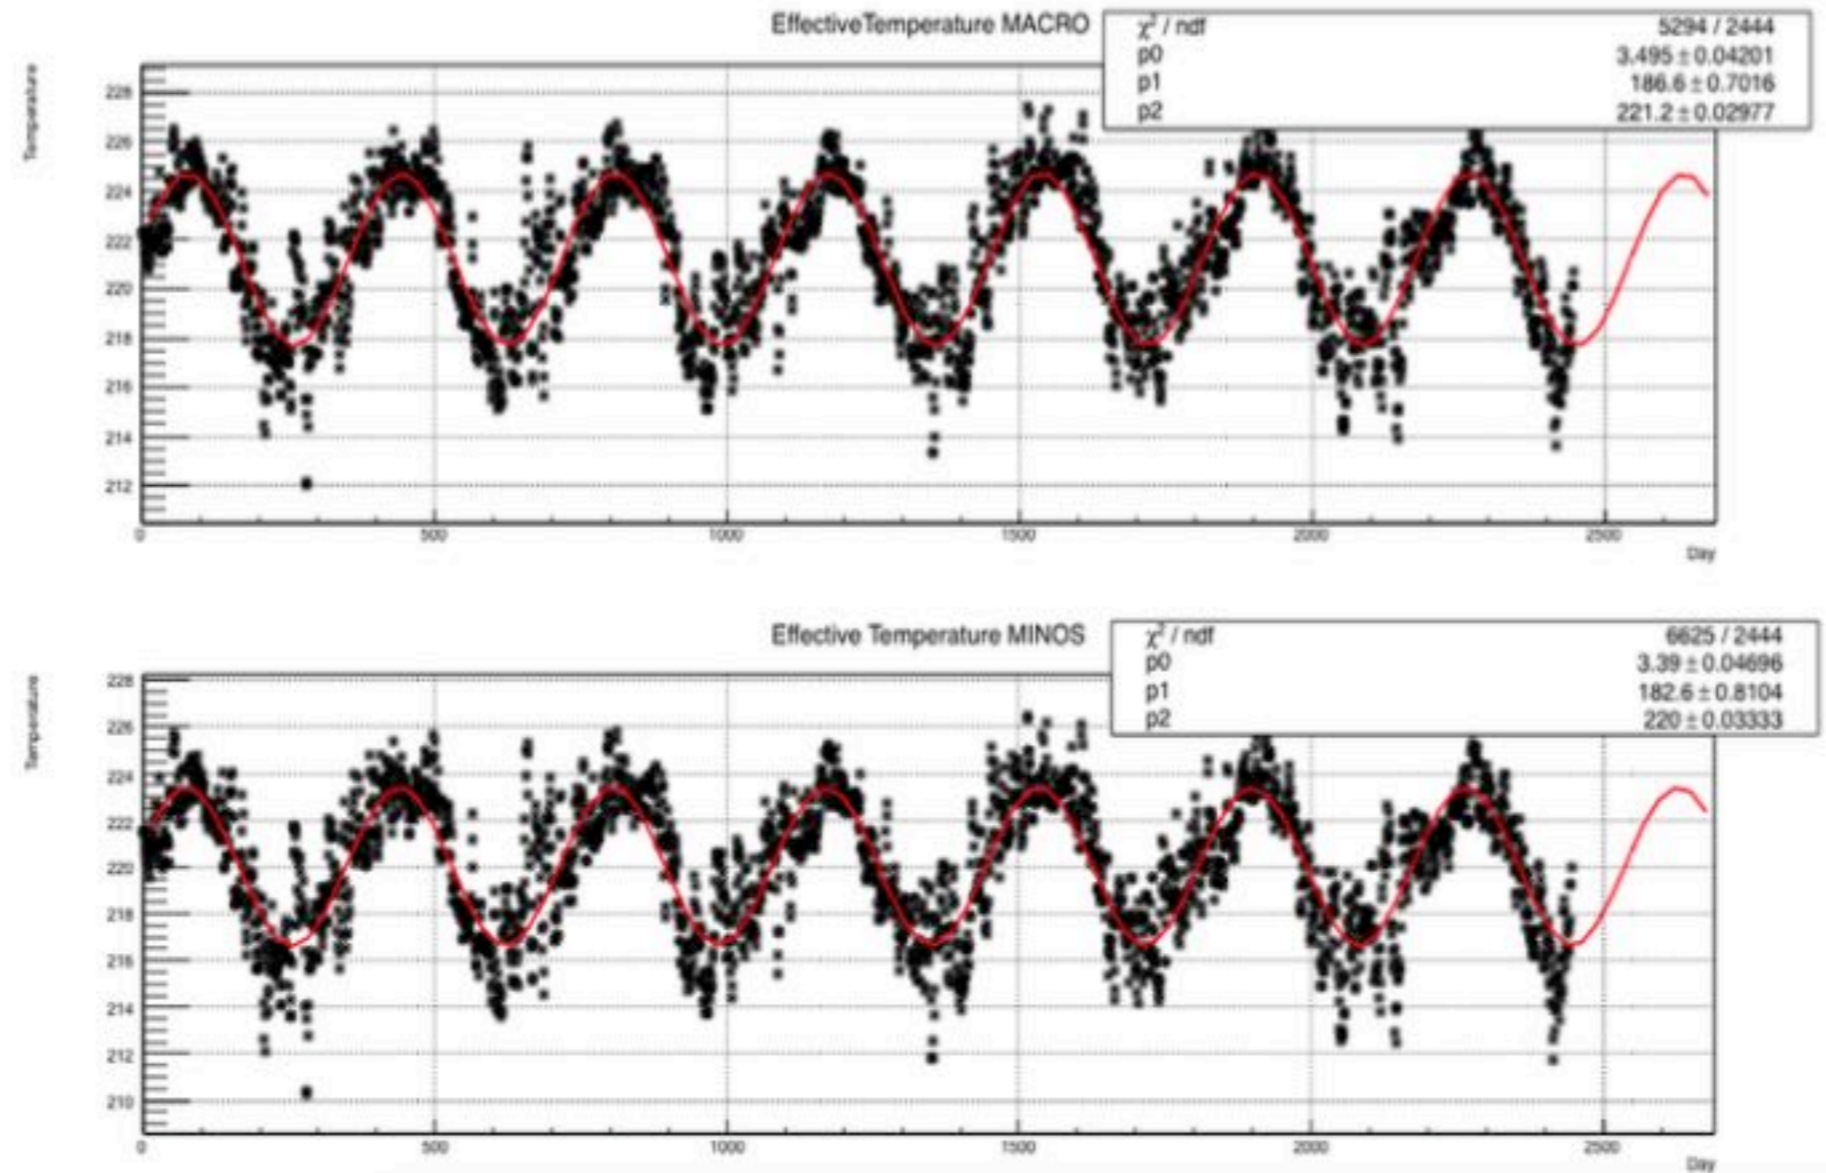 EffectiveTemperature MACRO
χ² / ndf 5294 / 2444
p0 3.495 ± 0.04201
p1 186.6 ± 0.7016
p2 221.2 ± 0.02977
Temperature
228
226
224
222
220
218
216
214
212
0 500 1000 1500 2000 2500
Day
Effective Temperature MINOS
χ² / ndf 6625 / 2444
p0 3.39 ± 0.04696
p1 182.6 ± 0.8104
p2 220 ± 0.03333
Temperature
228
226
224
222
220
218
216
214
212
210
0 500 1000 1500 2000 2500
Day